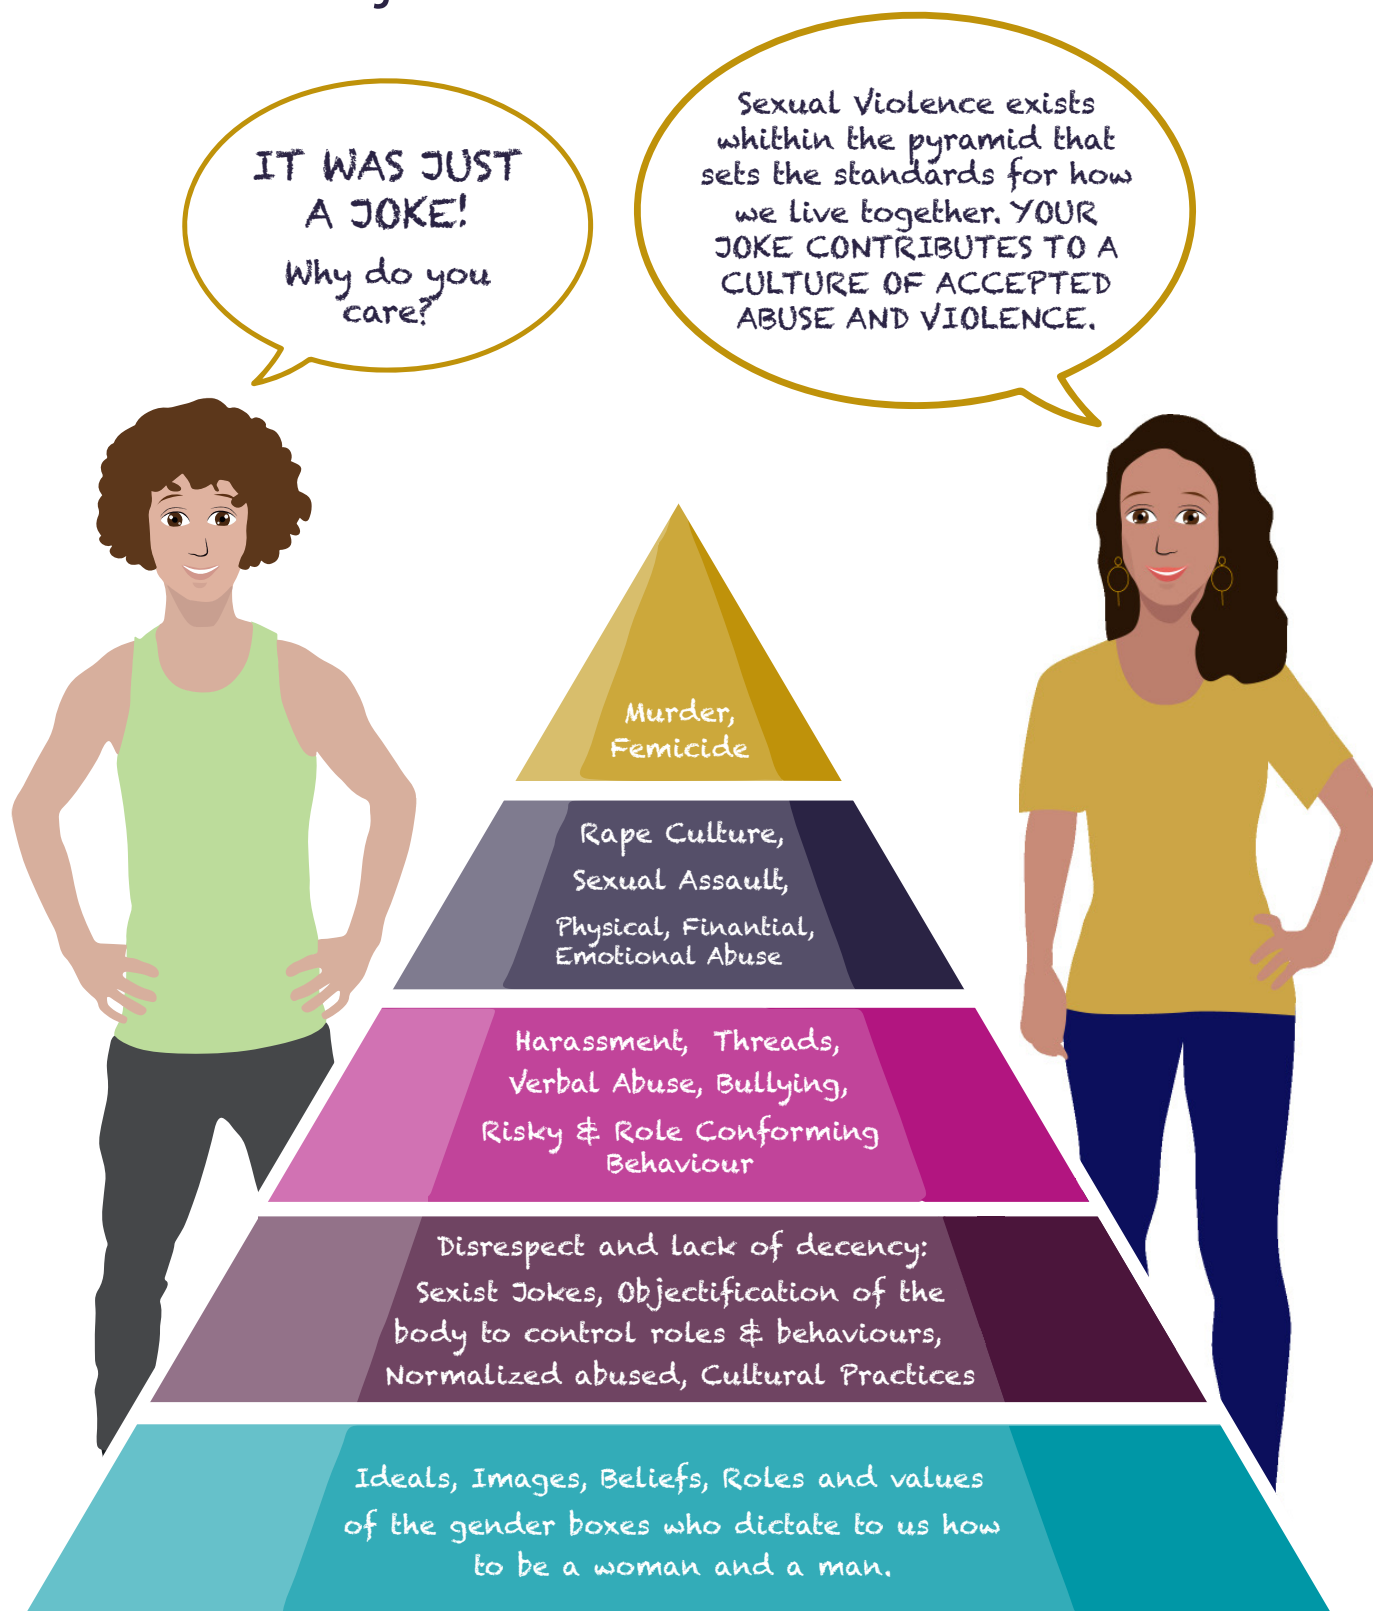 IT WAS JUST
A JOKE!
Why do you
care?
Sexual Violence exists
whithin the pyramid that
sets the standards for how
we live together. YOUR
JOKE CONTRIBUTES TO A
CULTURE OF ACCEPTED
ABUSE AND VIOLENCE.
Murder,
Femicide
Rape Culture,
Sexual Assault,
Physical, Finantial,
Emotional Abuse
Harassment, Threads,
Verbal Abuse, Bullying,
Risky & Role Conforming
Behaviour
Disrespect and lack of decency:
Sexist Jokes, Objectification of the
body to control roles & behaviours,
Normalized abused, Cultural Practices
Ideals, Images, Beliefs, Roles and values
of the gender boxes who dictate to us how
to be a woman and a man.